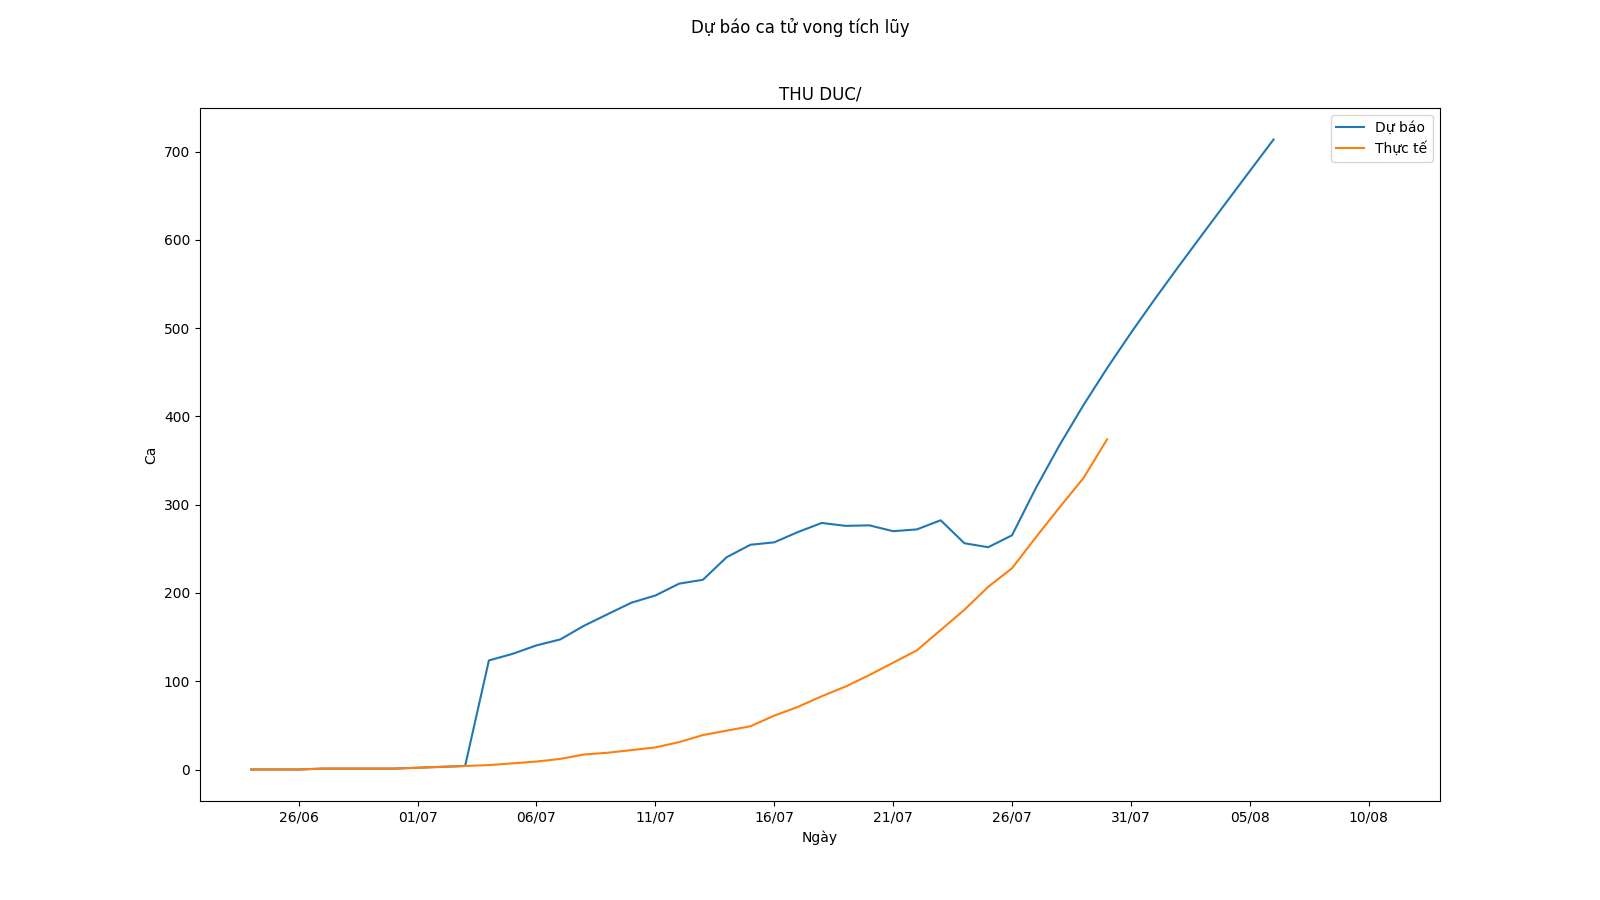 Dự báo ca tử vong tích lũy
THU DUC/
Dự báo
Thực tế
700
600
500
400
300
200
100
0
Ca
26/06 01/07 06/07 11/07 16/07 21/07 26/07 31/07 05/08 10/08
Ngày